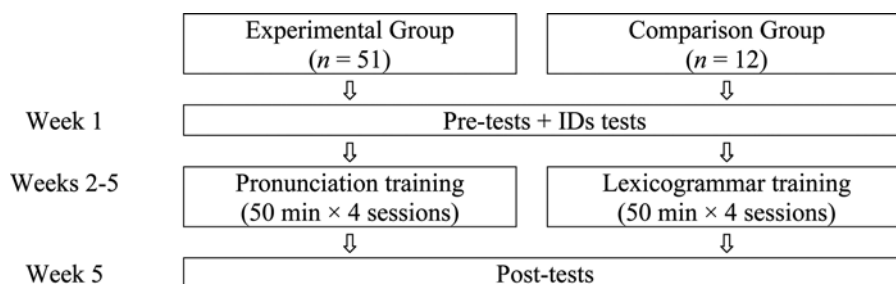 Experimental Group
(n = 51)
Comparison Group
(n = 12)
Week 1
Pre-tests + IDs tests
Weeks 2-5
Pronunciation training
(50 min × 4 sessions)
Lexicogrammar training
(50 min × 4 sessions)
Week 5
Post-tests